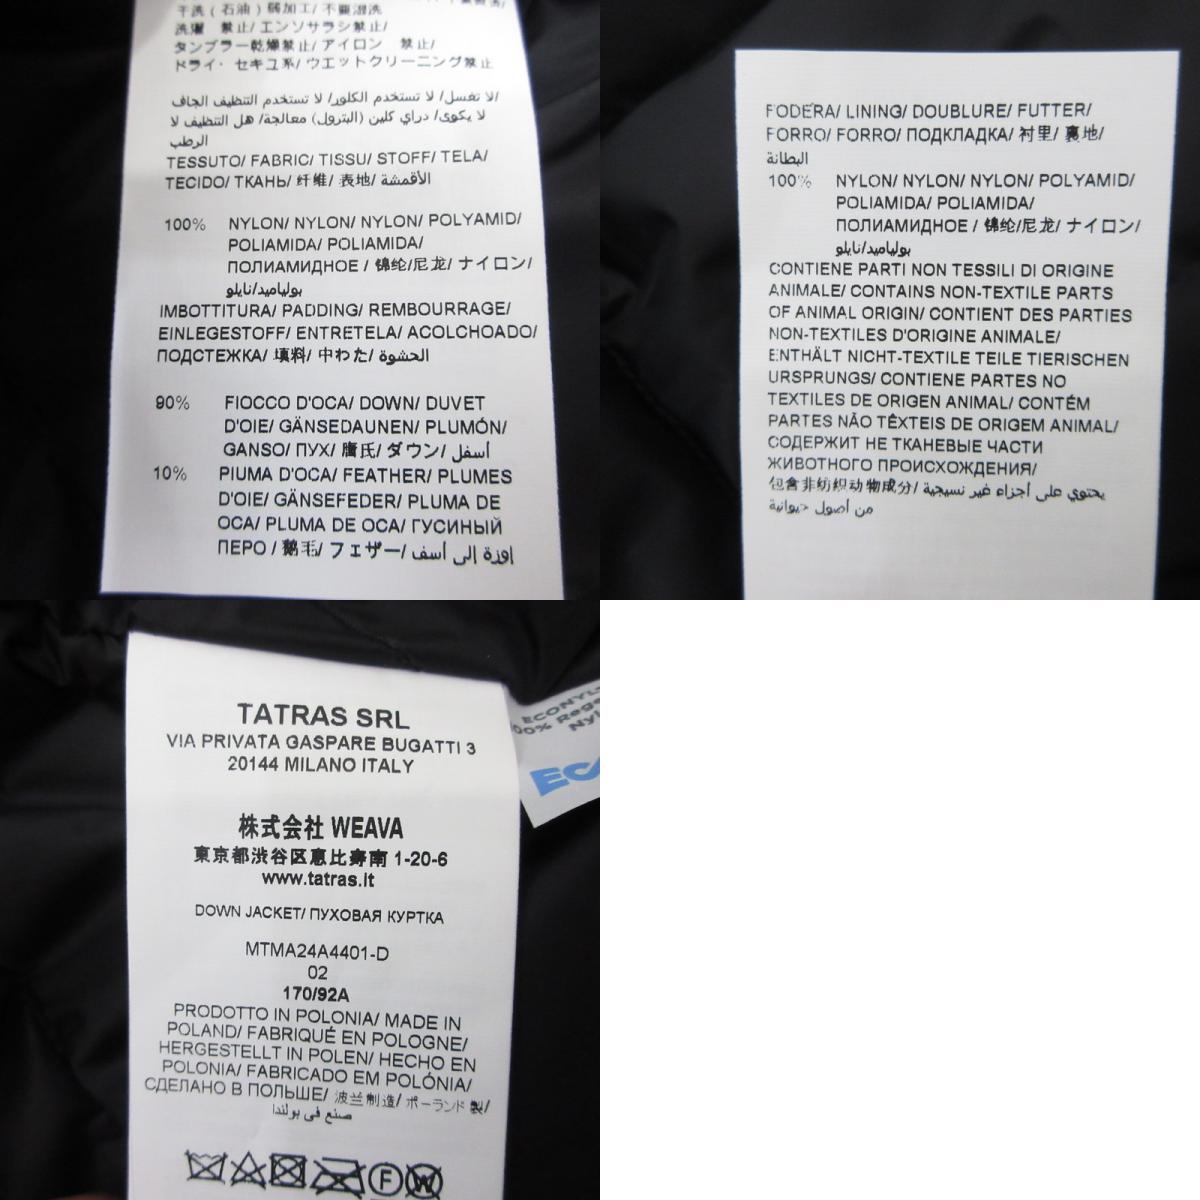 干洗 (石油) 弱加工/ 不要湿洗
洗濯 禁止/ エンソサラシ禁止/
タンブラー乾燥禁止/ アイロン 禁止/
ドライ・セキユ系/ ウエットクリーニング禁止
لا تغسل/ لا تستخدم الكلور/ لا تستخدم التنظيف الجاف/
لا يكوى/ دراي كلين (البترول) معالجة/ هل التنظيف لا
الرطب
TESSUTO/ FABRIC/ TISSU/ STOFF/ TELA/
TECIDO/ ТКАНЬ/ 纤维/ 表地/ الأقمشة
100% NYLON/ NYLON/ NYLON/ POLYAMID/
POLIAMIDA/ POLIAMIDA/
ПОЛИАМИДНОЕ / 锦纶/尼龙/ ナイロン/
بولياميد/نايلو
IMBOTTITURA/ PADDING/ REMBOURRAGE/
EINLEGESTOFF/ ENTRETELA/ ACOLCHOADO/
ПОДСТЕЖКА/ 填料/ 中わた/ الحشوة
90% FIOCCO D'OCA/ DOWN/ DUVET
D'OIE/ GÄNSEDAUNEN/ PLUMÓN/
GANSO/ ПУХ/ 鷹氏/ ダウン/ أسفل
10% PIUMA D'OCA/ FEATHER/ PLUMES
D'OIE/ GÄNSEFEDER/ PLUMA DE
OCA/ PLUMA DE OCA/ ГУСИНЫЙ
ПЕРО / 鹅毛/ フェザー/ اوزة إلى أسف
FODERA/ LINING/ DOUBLURE/ FUTTER/
FORRO/ FORRO/ ПОДКЛАДКА/ 衬里/ 裏地/
البطانة
100% NYLON/ NYLON/ NYLON/ POLYAMID/
POLIAMIDA/ POLIAMIDA/
ПОЛИАМИДНОЕ / 锦纶/尼龙/ ナイロン/
بولياميد/نايلو
CONTIENE PARTI NON TESSILI DI ORIGINE
ANIMALE/ CONTAINS NON-TEXTILE PARTS
OF ANIMAL ORIGIN/ CONTIENT DES PARTIES
NON-TEXTILES D'ORIGINE ANIMALE/
ENTHÄLT NICHT-TEXTILE TEILE TIERISCHEN
URSPRUNGS/ CONTIENE PARTES NO
TEXTILES DE ORIGEN ANIMAL/ CONTÉM
PARTES NÃO TÊXTEIS DE ORIGEM ANIMAL/
СОДЕРЖИТ НЕ ТКАНЕВЫЕ ЧАСТИ
ЖИВОТНОГО ПРОИСХОЖДЕНИЯ/
包含非纺织动物成分/ يحتوي على أجزاء غير نسيجية
من أصول حيوانية
TATRAS SRL
VIA PRIVATA GASPARE BUGATTI 3
20144 MILANO ITALY
株式会社 WEAVA
東京都渋谷区恵比寿南 1-20-6
www.tatras.it
DOWN JACKET/ ПУХОВАЯ КУРТКА
MTMA24A4401-D
02
170/92A
PRODOTTO IN POLONIA/ MADE IN
POLAND/ FABRIQUÉ EN POLOGNE/
HERGESTELLT IN POLEN/ HECHO EN
POLONIA/ FABRICADO EM POLÓNIA/
СДЕЛАНО В ПОЛЬШЕ/ 波兰制造/ ポーランド 製/
صنع في بولندا
F W
ECONYL